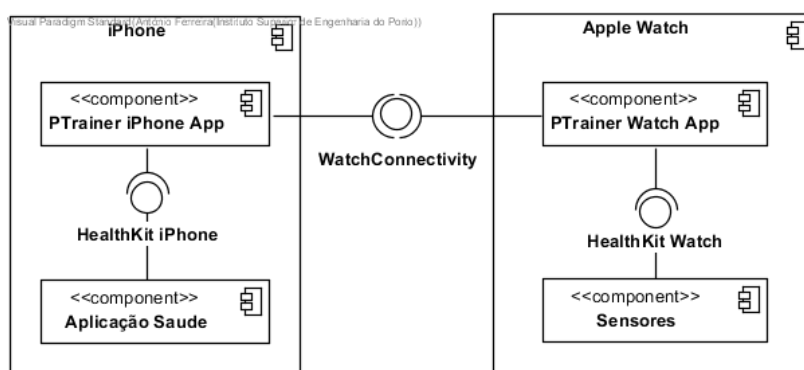 Visual Paradigm Standard(António Ferreira(Instituto Superior de Engenharia do Porto))
iPhone
Apple Watch
<<component>>
PTrainer iPhone App
<<component>>
PTrainer Watch App
WatchConnectivity
HealthKit iPhone
HealthKit Watch
<<component>>
Aplicação Saude
<<component>>
Sensores